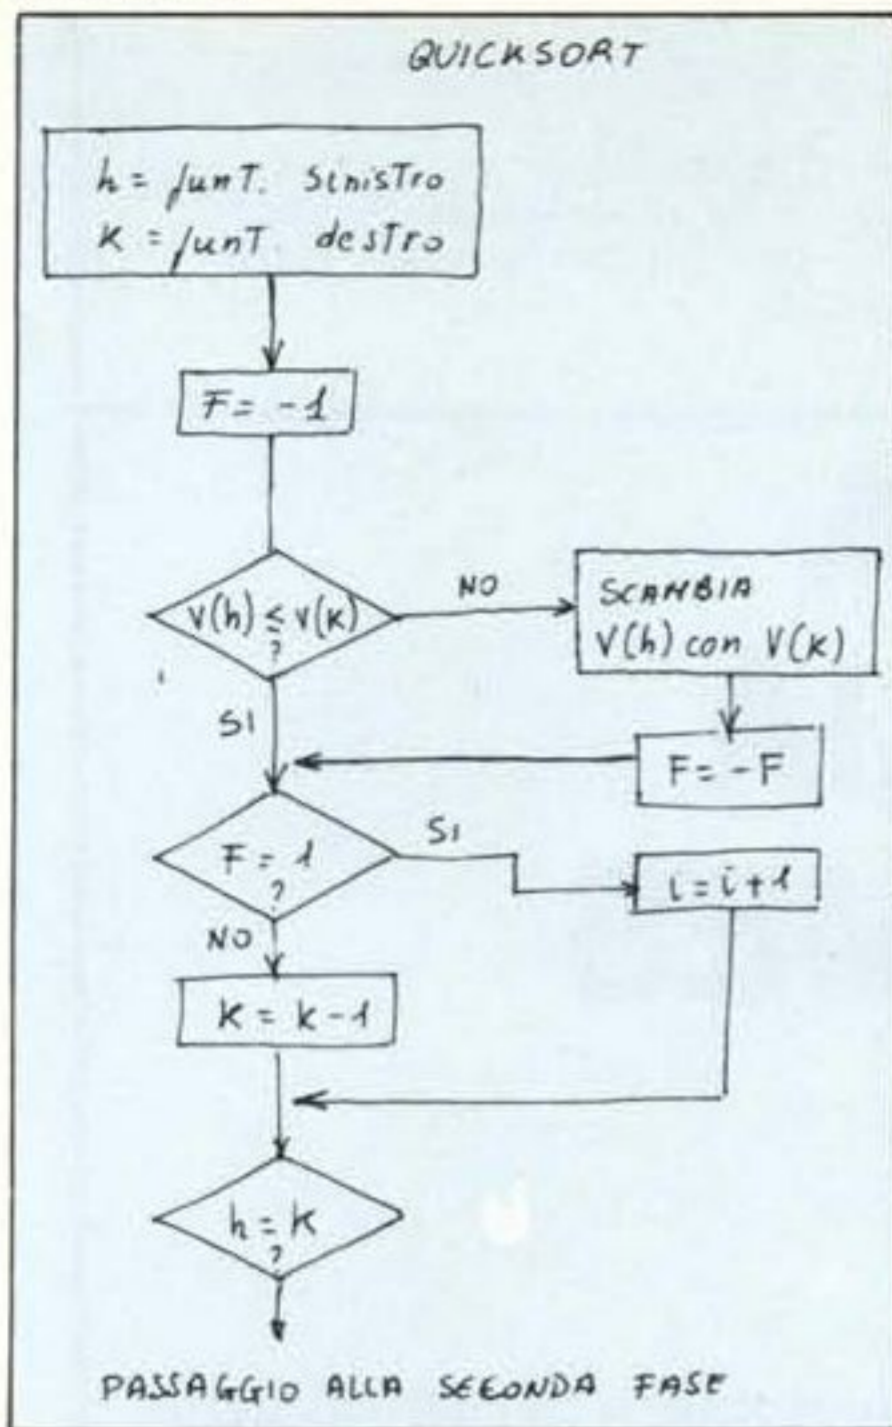 QUICKSORT
h = punT. sinisTro
K = punT. desTro
F = -1
V(h) ≤ V(K)
?
NO
SCAMBIA
V(h) con V(K)
SI
F = -F
F = 1
?
SI
i = i + 1
NO
K = k - 1
h = k
?
PASSAGGIO ALLA SECONDA FASE